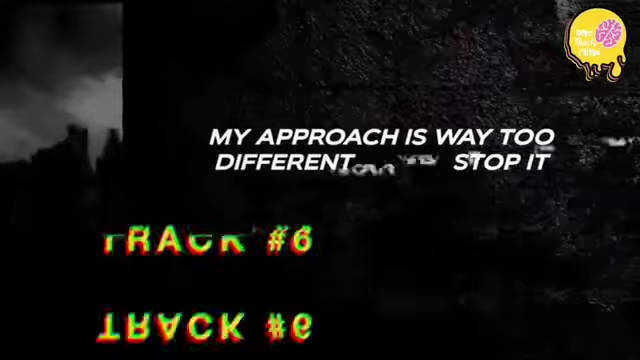 MY APPROACH IS WAY TOO
DIFFERENT STOP IT
TRACK #6
TRACK #6